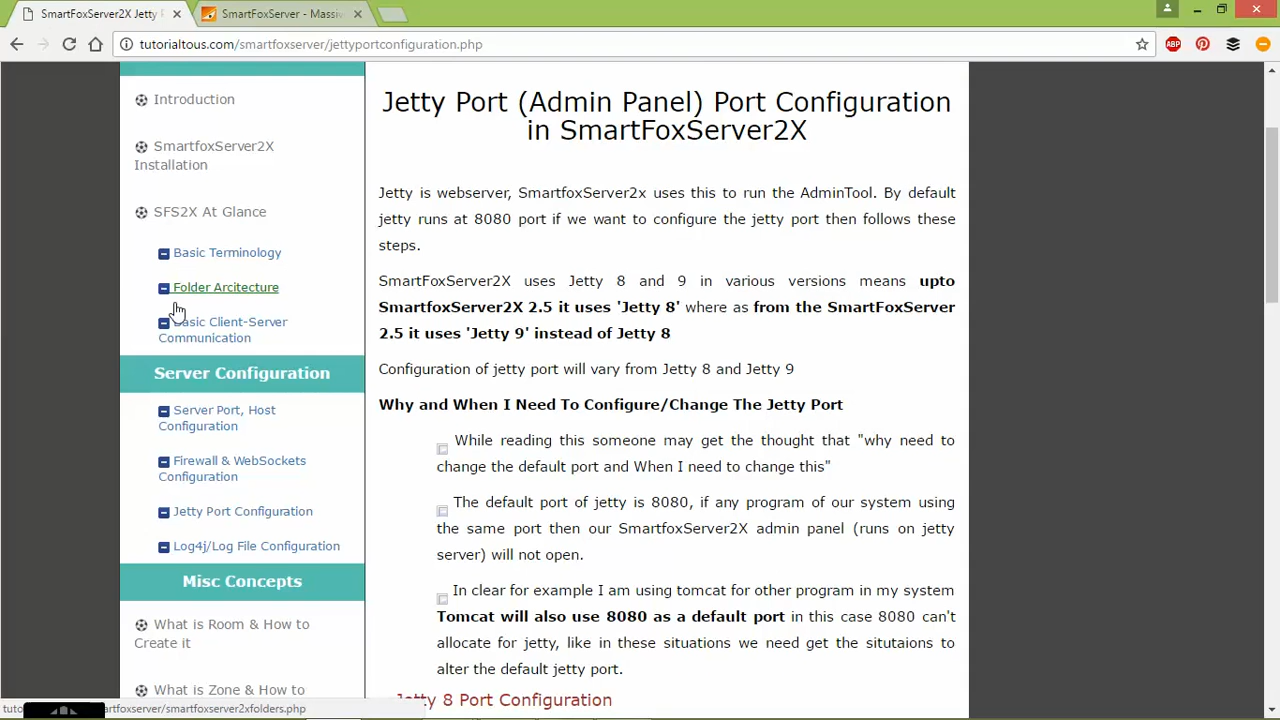 SmartFoxServer2X Jetty P
SmartFoxServer - Massiv
tutorialtous.com/smartfoxserver/jettyportconfiguration.php
ABP
Introduction
SmartfoxServer2X
Installation
SFS2X At Glance
Basic Terminology
Folder Arcitecture
Basic Client-Server
Communication
Server Configuration
Server Port, Host
Configuration
Firewall & WebSockets
Configuration
Jetty Port Configuration
Log4j/Log File Configuration
Misc Concepts
What is Room & How to
Create it
What is Zone & How to
Jetty Port (Admin Panel) Port Configuration
in SmartFoxServer2X
Jetty is webserver, SmartfoxServer2x uses this to run the AdminTool. By default
jetty runs at 8080 port if we want to configure the jetty port then follows these
steps.
SmartFoxServer2X uses Jetty 8 and 9 in various versions means upto
SmartfoxServer2X 2.5 it uses 'Jetty 8' where as from the SmartFoxServer
2.5 it uses 'Jetty 9' instead of Jetty 8
Configuration of jetty port will vary from Jetty 8 and Jetty 9
Why and When I Need To Configure/Change The Jetty Port
While reading this someone may get the thought that "why need to
change the default port and When I need to change this"
The default port of jetty is 8080, if any program of our system using
the same port then our SmartfoxServer2X admin panel (runs on jetty
server) will not open.
In clear for example I am using tomcat for other program in my system
Tomcat will also use 8080 as a default port in this case 8080 can't
allocate for jetty, like in these situations we need get the situtaions to
alter the default jetty port.
Jetty 8 Port Configuration
tuto
rtfoxserver/smartfoxserver2xfolders.php